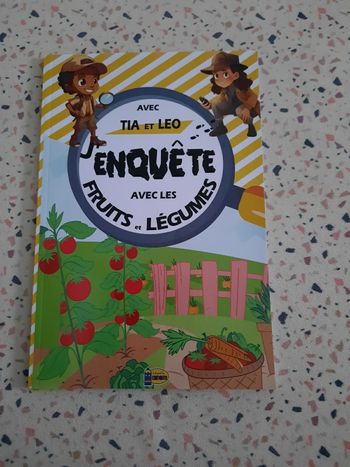 AVEC
TIA ET LEO
J'ENQUÊTE
AVEC LES
FRUITS et LÉGUMES